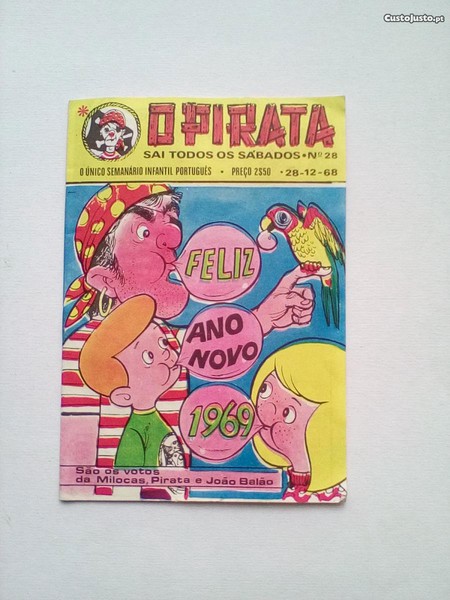 CustoJusto.pt
O PIRATA
SAI TODOS OS SÁBADOS • Nº 28
O ÚNICO SEMANÁRIO INFANTIL PORTUGUÊS • PREÇO 2$50 • 28-12-68
FELIZ
ANO
NOVO
1969
São os votos
da Milocas, Pirata e João Balão